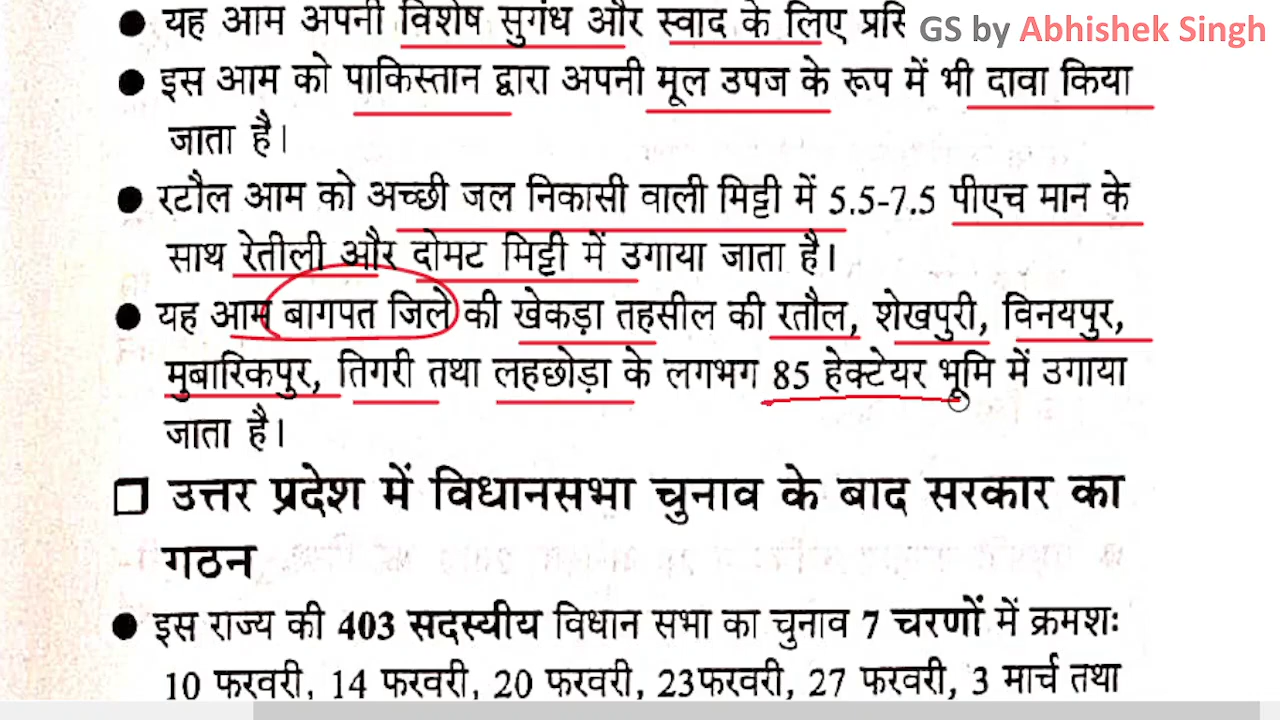 ● यह आम अपनी विशेष सुगंध और स्वाद के लिए GS by Abhishek Singh
● इस आम को पाकिस्तान द्वारा अपनी मूल उपज के रूप में भी दावा किया
जाता है।
● रटौल आम को अच्छी जल निकासी वाली मिट्टी में 5.5-7.5 पीएच मान के
साथ रेतीली और दोमट मिट्टी में उगाया जाता है।
● यह आम बागपत जिले की खेकड़ा तहसील की रतौल, शेखपुरी, विनयपुर,
मुबारिकपुर, तिगरी तथा लहछोड़ा के लगभग 85 हेक्टेयर भूमि में उगाया
जाता है।
❑ उत्तर प्रदेश में विधानसभा चुनाव के बाद सरकार का
गठन
● इस राज्य की 403 सदस्यीय विधान सभा का चुनाव 7 चरणों में क्रमशः
10 फरवरी, 14 फरवरी, 20 फरवरी, 23फरवरी, 27 फरवरी, 3 मार्च तथा